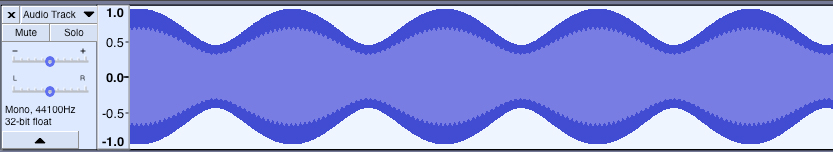 × Audio Track ▼
Mute Solo
- +
L R
Mono, 44100Hz
32-bit float
1.0
0.5-
0.0-
-0.5-
-1.0